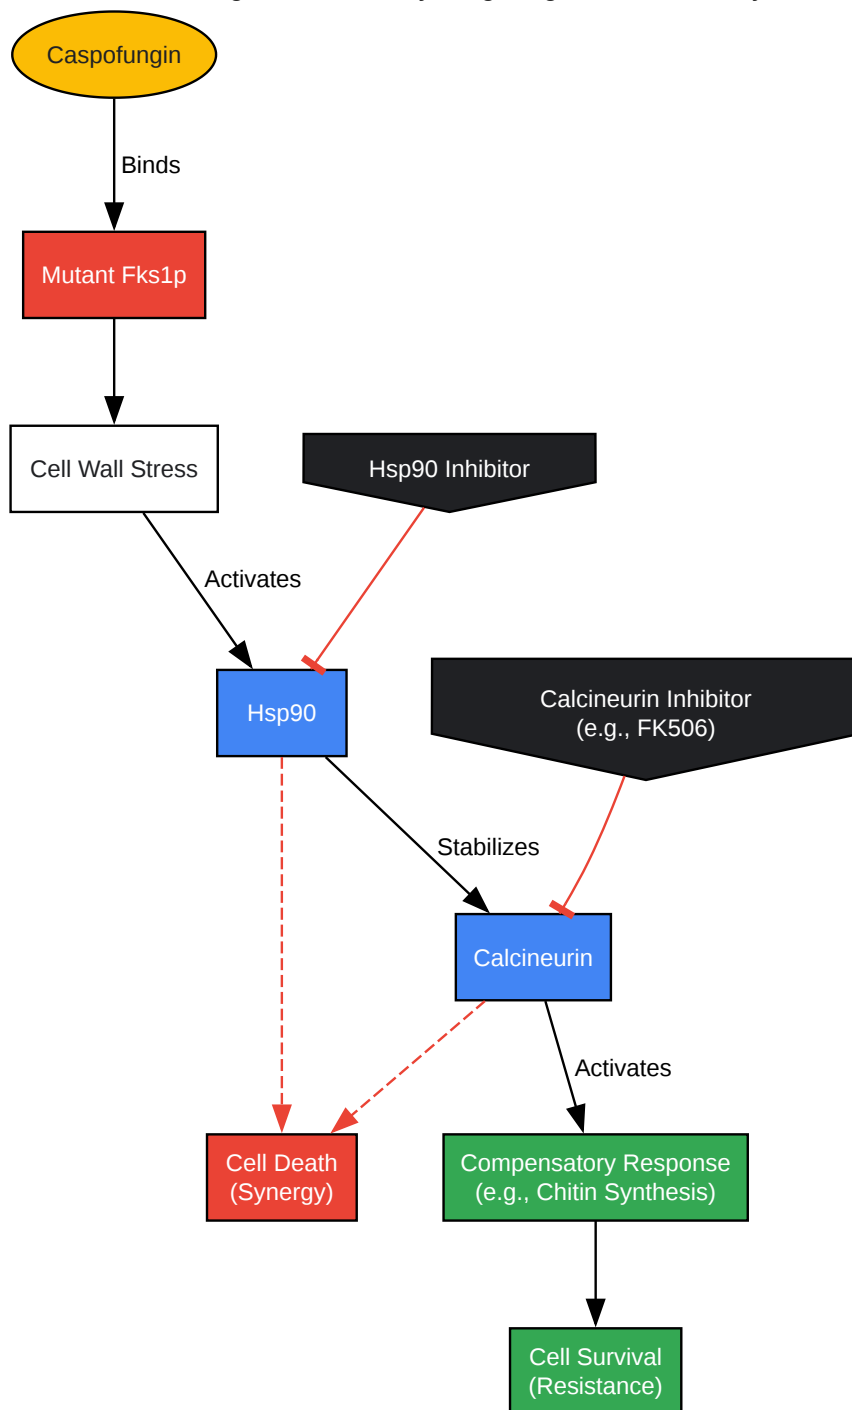 Caspofungin
Binds
Mutant Fks1p
Cell Wall Stress
Hsp90 Inhibitor
Activates
Hsp90
Calcineurin Inhibitor
(e.g., FK506)
Stabilizes
Calcineurin
Activates
Cell Death
(Synergy)
Compensatory Response
(e.g., Chitin Synthesis)
Cell Survival
(Resistance)